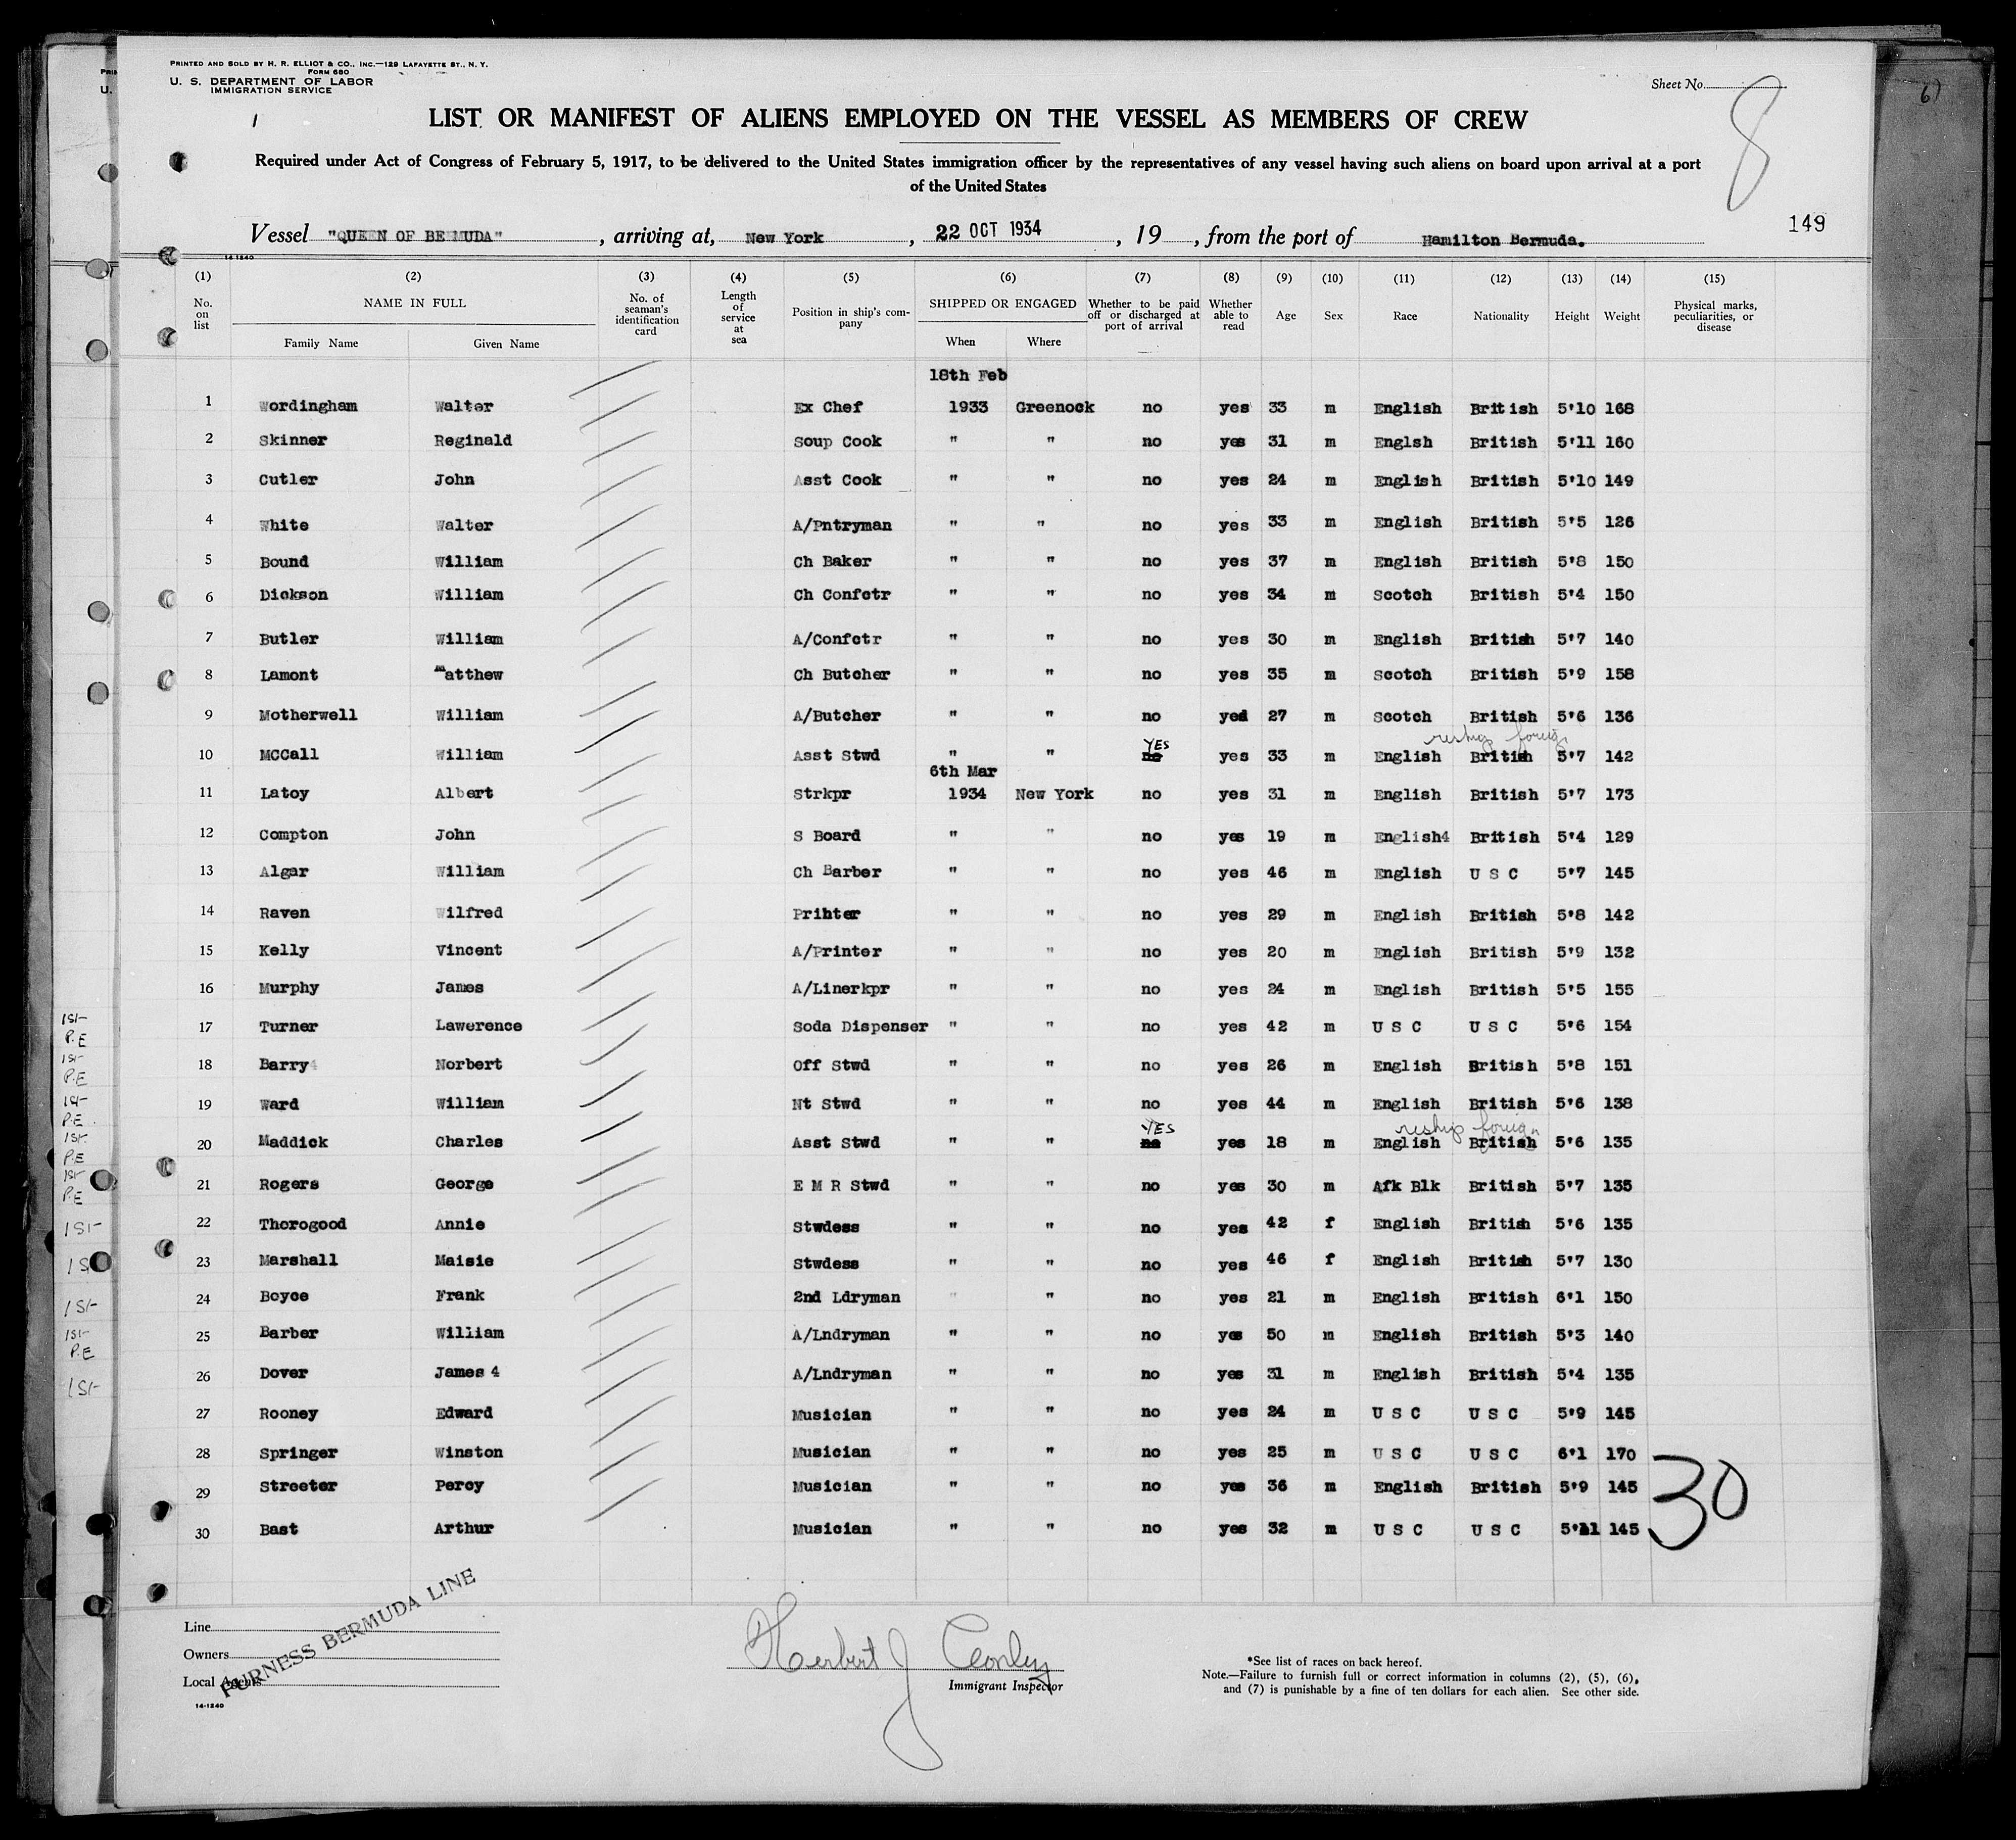 PRINTED AND SOLD BY H. R. ELLIOT & CO., INC.—129 LAFAYETTE ST., N. Y.
FORM 680
U. S. DEPARTMENT OF LABOR
IMMIGRATION SERVICE
Sheet No.
8
LIST OR MANIFEST OF ALIENS EMPLOYED ON THE VESSEL AS MEMBERS OF CREW
Required under Act of Congress of February 5, 1917, to be delivered to the United States immigration officer by the representatives of any vessel having such aliens on board upon arrival at a port
of the United States
149
Vessel "QUEEN OF BERMUDA" , arriving at, New York , 22 OCT 1934 , 19 , from the port of Hamilton Bermuda.
14-1240
(1) (2) (3) (4) (5) (6) (7) (8) (9) (10) (11) (12) (13) (14) (15)
No. on list NAME IN FULL Family Name Given Name No. of seaman's identification card Length of service at sea Position in ship's company SHIPPED OR ENGAGED When Where Whether to be paid off or discharged at port of arrival Whether able to read Age Sex Race Nationality Height Weight Physical marks, peculiarities, or disease
18th Feb
1 Wordingham Walter Ex Chef 1933 Greenock no yes 33 m English British 5'10 168
2 Skinner Reginald Soup Cook " " no yes 31 m Englsh British 5'11 160
3 Cutler John Asst Cook " " no yes 24 m English British 5'10 149
4 White Walter A/Pntryman " " no yes 33 m English British 5'5 126
5 Bound William Ch Baker " " no yes 37 m English British 5'8 150
6 Dickson William Ch Confctr " " no yes 34 m Scotch British 5'4 150
7 Butler William A/Confctr " " no yes 30 m English British 5'7 140
8 Lamont Matthew Ch Butcher " " no yes 35 m Scotch British 5'9 158
9 Motherwell William A/Butcher " " no yed 27 m Scotch British 5'6 136
YES reship foreign
10 MCCall William Asst Stwd " " no yes 33 m English British 5'7 142
6th Mar
11 Latoy Albert Strkpr 1934 New York no yes 31 m English British 5'7 173
12 Compton John S Board " " no yes 19 m English4 British 5'4 129
13 Algar William Ch Barber " " no yes 46 m English U S C 5'7 145
14 Raven Wilfred Prihter " " no yes 29 m English British 5'8 142
15 Kelly Vincent A/Printer " " no yes 20 m English British 5'9 132
16 Murphy James A/Linerkpr " " no yes 24 m English British 5'5 155
17 Turner Lawerence Soda Dispenser " " no yes 42 m U S C U S C 5'6 154
18 Barry4 Norbert Off Stwd " " no yes 26 m English British 5'8 151
19 Ward William Nt Stwd " " no yes 44 m English British 5'6 138
YES reship foreign
20 Maddick Charles Asst Stwd " " no yes 18 m English British 5'6 135
21 Rogers George E M R Stwd " " no yes 30 m Afk Blk British 5'7 135
22 Thorogood Annie Stwdess " " no yes 42 f English British 5'6 135
23 Marshall Maisie Stwdess " " no yes 46 f English British 5'7 130
24 Boyce Frank 2nd Ldryman " " no yes 21 m English British 6'1 150
25 Barber William A/Lndryman " " no yes 50 m English British 5'3 140
26 Dover James 4 A/Lndryman " " no yes 31 m English British 5'4 135
27 Rooney Edward Musician " " no yes 24 m U S C U S C 5'9 145
28 Springer Winston Musician " " no yes 25 m U S C U S C 6'1 170
29 Streeter Percy Musician " " no yes 36 m English British 5'9 145
30 Bast Arthur Musician " " no yes 32 m U S C U S C 5'11 145
30
Line
Owners
Local Agents
FURNESS BERMUDA LINE
14-1240
Herbert J Conley
Immigrant Inspector
*See list of races on back hereof.
Note.—Failure to furnish full or correct information in columns (2), (5), (6),
and (7) is punishable by a fine of ten dollars for each alien. See other side.